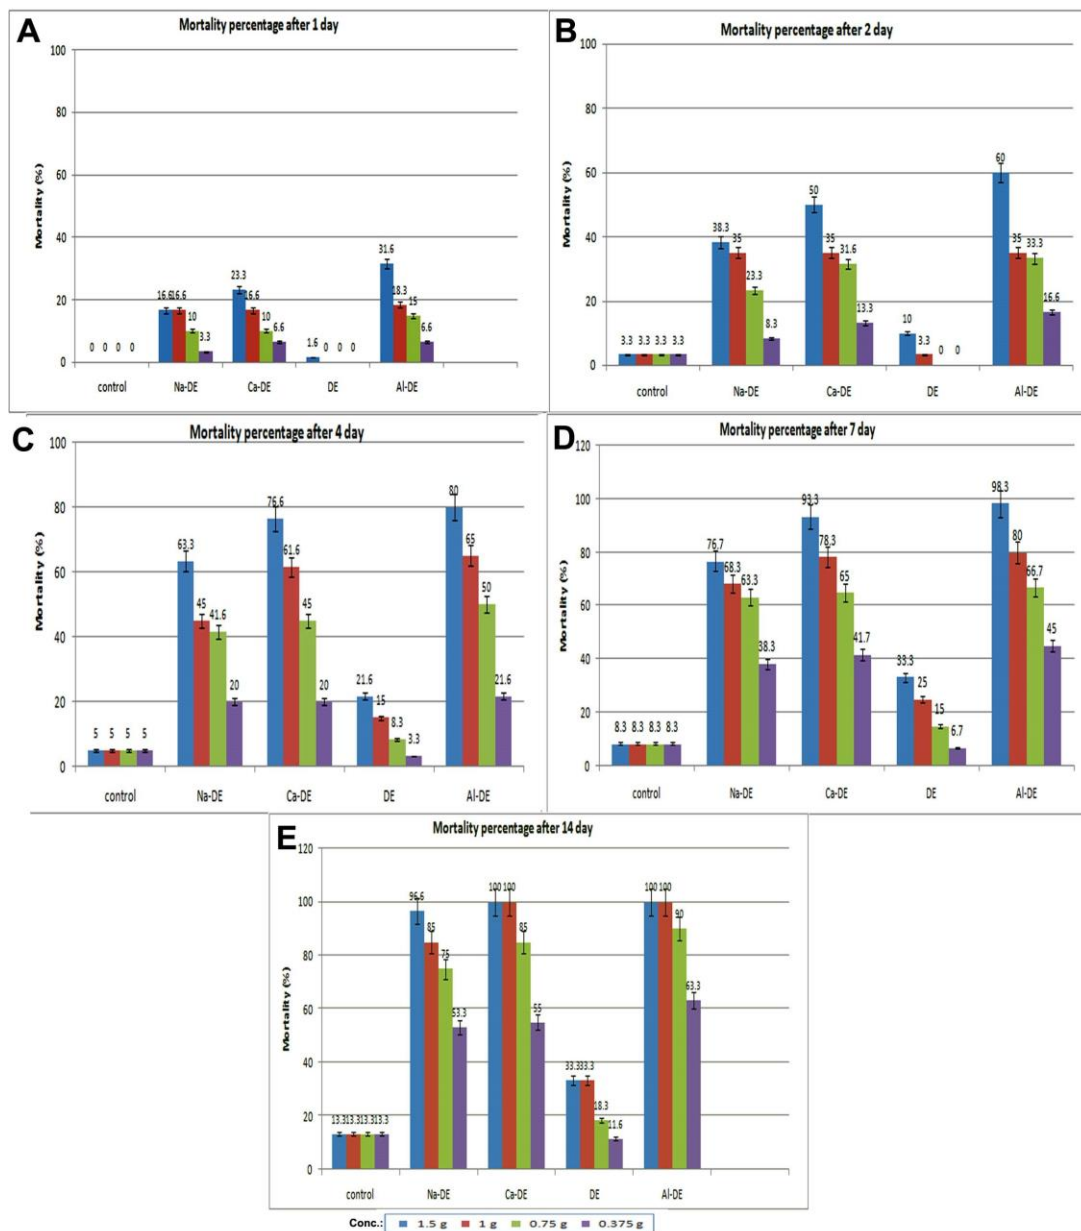 A
Mortality percentage after 1 day
Mortality (%)
100
80
60
40
20
0
0 0 0 0
16.6 16.6 10 3.3
23.3 16.6 10 6.6
1.6 0 0 0
31.6 18.3 15 6.6
control Na-DE Ca-DE DE Al-DE
B
Mortality percentage after 2 day
Mortality (%)
100
80
60
40
20
0
3.3 3.3 3.3 3.3
38.3 35 23.3 8.3
50 35 31.6 13.3
10 3.3 0 0
60 35 33.3 16.6
control Na-DE Ca-DE DE Al-DE
C
Mortality percentage after 4 day
Mortality (%)
100
80
60
40
20
0
5 5 5 5
63.3 45 41.6 20
76.6 61.6 45 20
21.6 15 8.3 3.3
80 65 50 21.6
control Na-DE Ca-DE DE Al-DE
D
Mortality percentage after 7 day
Mortality (%)
120
100
80
60
40
20
0
8.3 8.3 8.3 8.3
76.7 68.3 63.3 38.3
93.3 78.3 65 41.7
33.3 25 15 6.7
98.3 80 66.7 45
control Na-DE Ca-DE DE Al-DE
E
Mortality percentage after 14 day
Mortality (%)
120
100
80
60
40
20
0
13.3 13.3 13.3 13.3
96.6 85 75 53.3
100 100 85 55
33.3 33.3 18.3 11.6
100 100 90 63.3
control Na-DE Ca-DE DE Al-DE
Conc.: 1.5 g 1 g 0.75 g 0.375 g